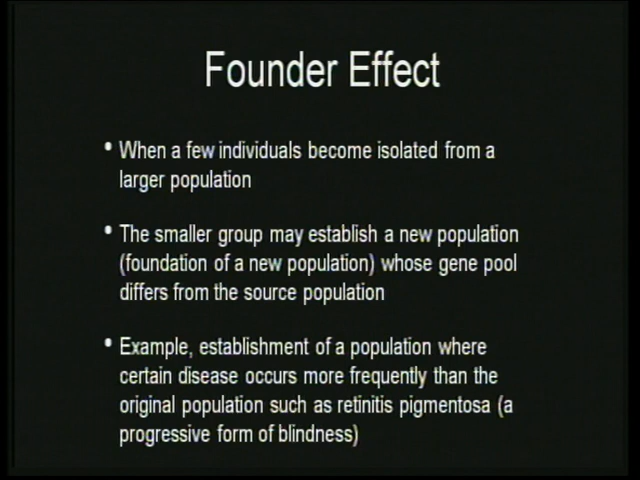 Founder Effect
• When a few individuals become isolated from a
larger population
• The smaller group may establish a new population
(foundation of a new population) whose gene pool
differs from the source population
• Example, establishment of a population where
certain disease occurs more frequently than the
original population such as retinitis pigmentosa (a
progressive form of blindness)